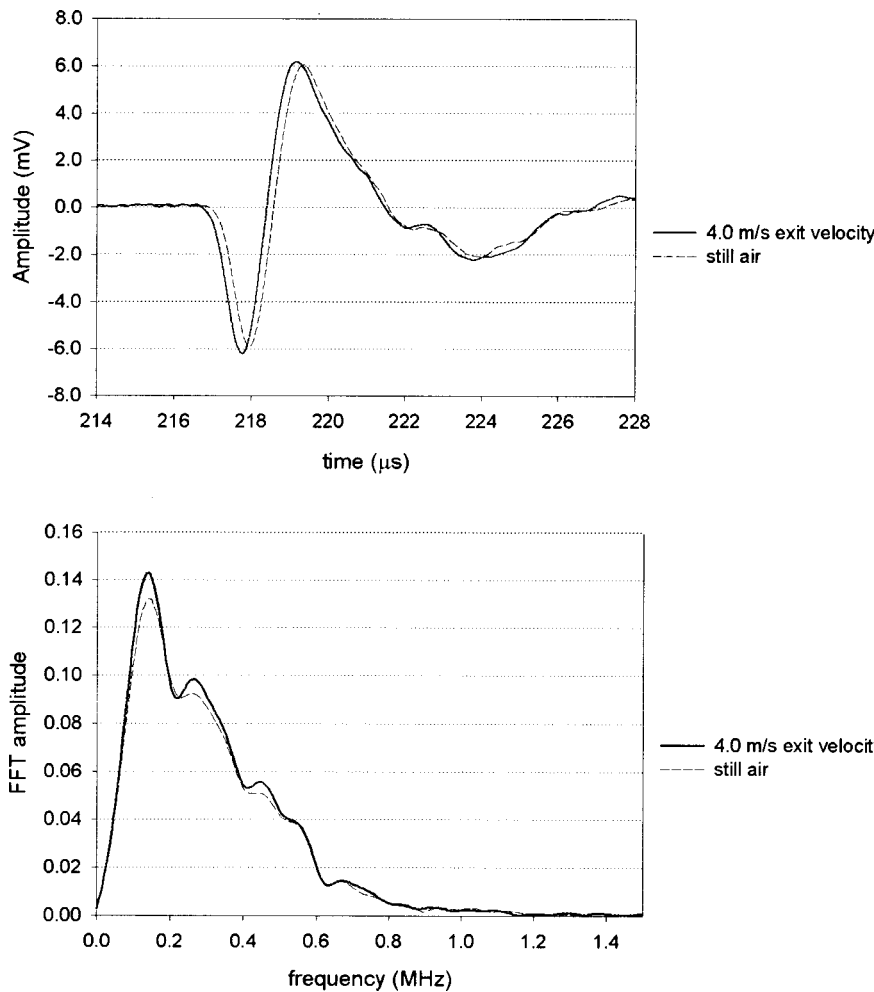 8.0
6.0
4.0
2.0
0.0
-2.0
-4.0
-6.0
-8.0
Amplitude (mV)
214 216 218 220 222 224 226 228
time (μs)
4.0 m/s exit velocity
still air
0.16
0.14
0.12
0.10
0.08
0.06
0.04
0.02
0.00
FFT amplitude
0.0 0.2 0.4 0.6 0.8 1.0 1.2 1.4
frequency (MHz)
4.0 m/s exit velocit
still air